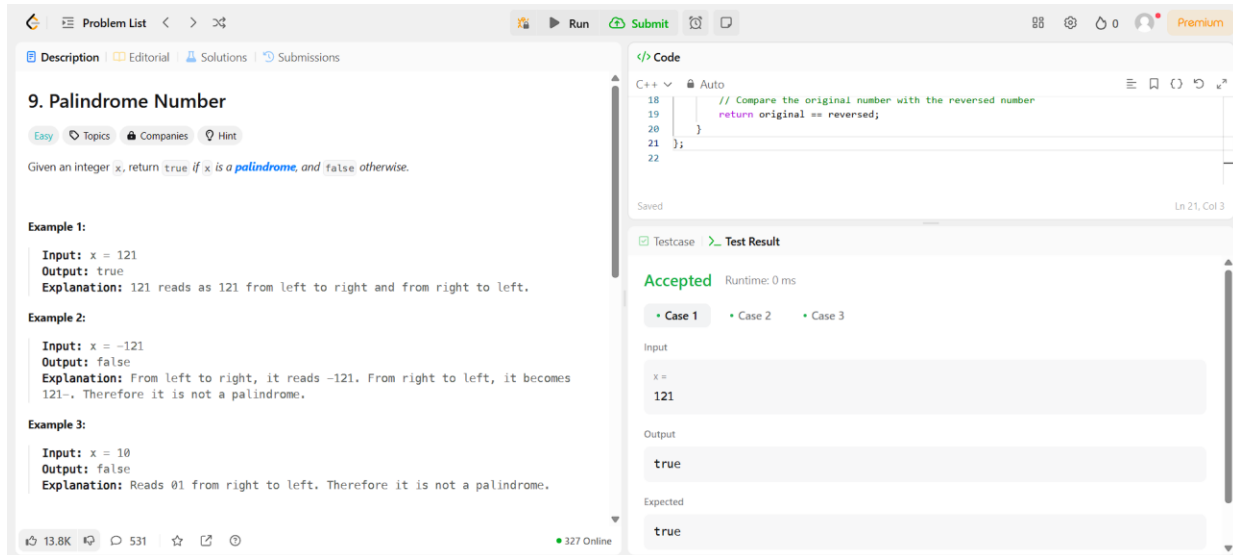 Problem List
Run
Submit
0
Premium
Description
Editorial
Solutions
Submissions
9. Palindrome Number
Easy
Topics
Companies
Hint
Given an integer x, return true if x is a palindrome, and false otherwise.
Example 1:
Input: x = 121
Output: true
Explanation: 121 reads as 121 from left to right and from right to left.
Example 2:
Input: x = -121
Output: false
Explanation: From left to right, it reads -121. From right to left, it becomes
121-. Therefore it is not a palindrome.
Example 3:
Input: x = 10
Output: false
Explanation: Reads 01 from right to left. Therefore it is not a palindrome.
13.8K
531
327 Online
</> Code
C++
Auto
18 // Compare the original number with the reversed number
19 return original == reversed;
20 }
21 };
22
Saved
Ln 21, Col 3
Testcase
>_ Test Result
Accepted
Runtime: 0 ms
• Case 1
• Case 2
• Case 3
Input
x =
121
Output
true
Expected
true